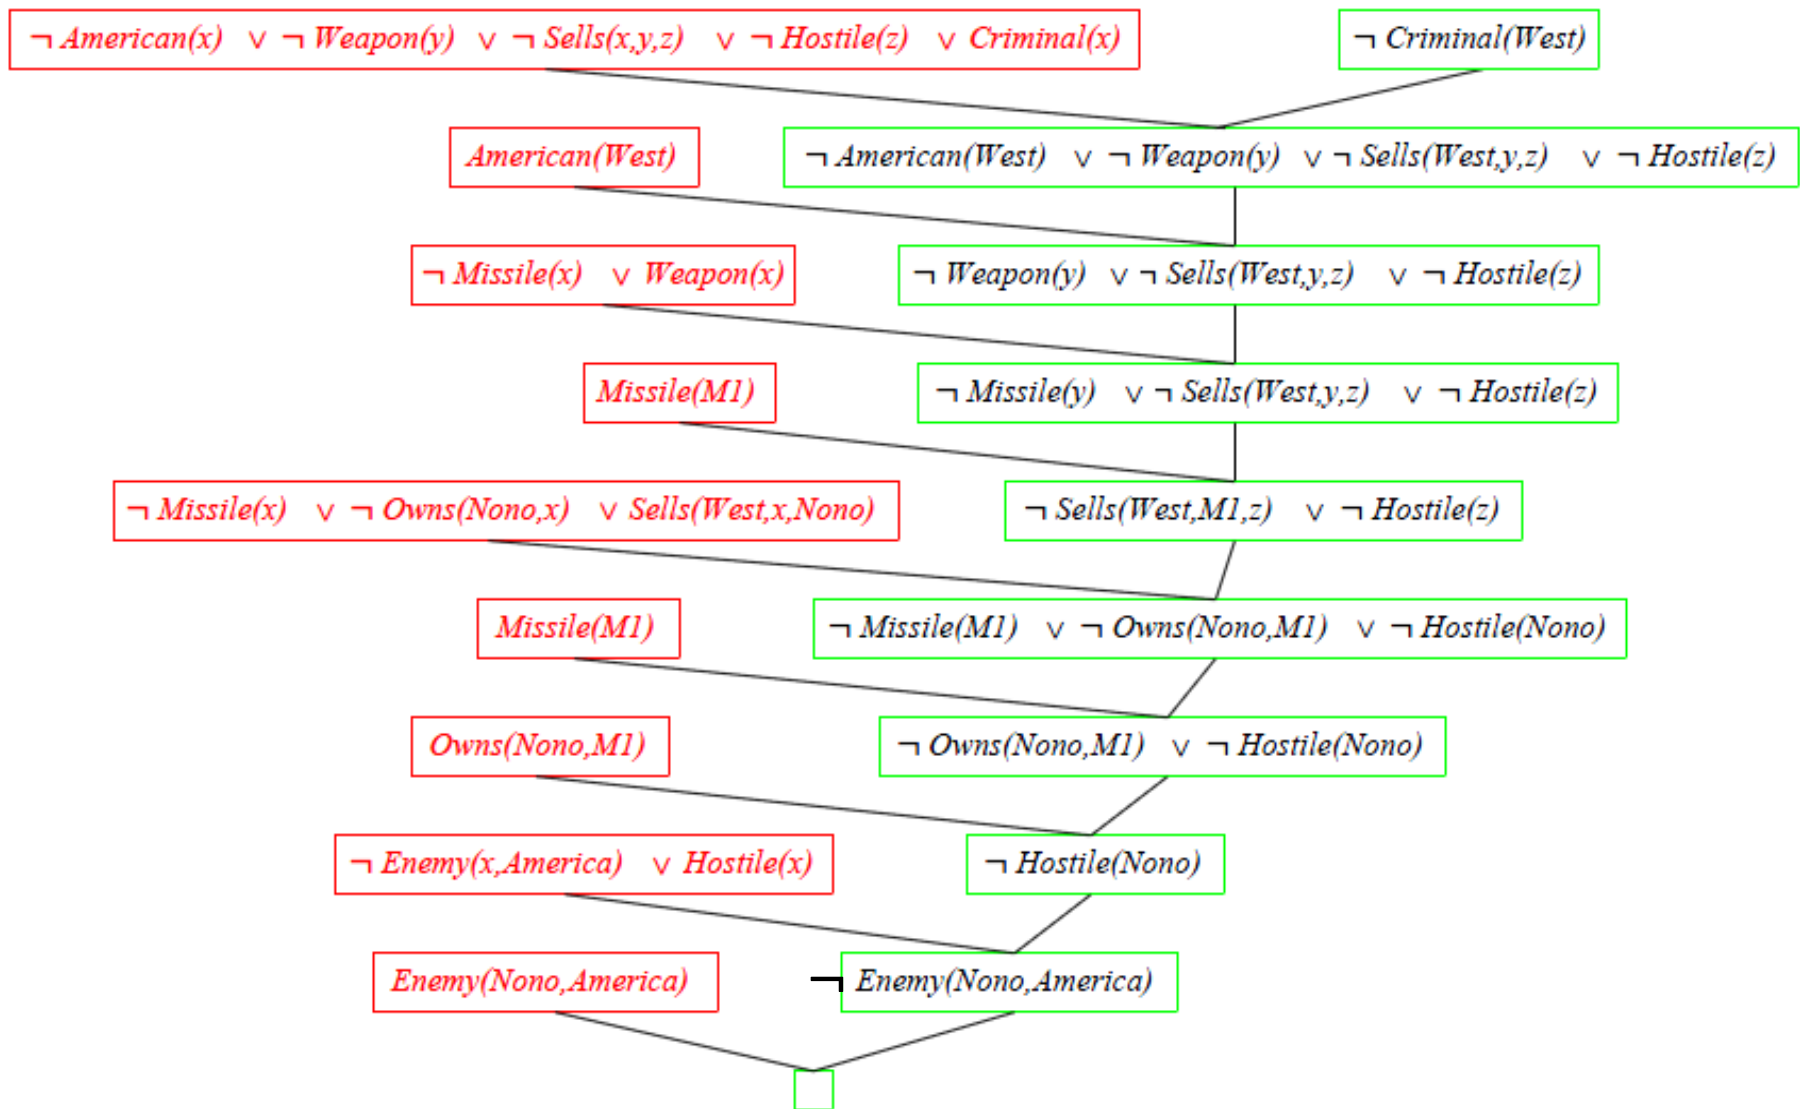 ¬ American(x) ∨ ¬ Weapon(y) ∨ ¬ Sells(x,y,z) ∨ ¬ Hostile(z) ∨ Criminal(x) ¬ Criminal(West)
American(West) ¬ American(West) ∨ ¬ Weapon(y) ∨ ¬ Sells(West,y,z) ∨ ¬ Hostile(z)
¬ Missile(x) ∨ Weapon(x) ¬ Weapon(y) ∨ ¬ Sells(West,y,z) ∨ ¬ Hostile(z)
Missile(M1) ¬ Missile(y) ∨ ¬ Sells(West,y,z) ∨ ¬ Hostile(z)
¬ Missile(x) ∨ ¬ Owns(Nono,x) ∨ Sells(West,x,Nono) ¬ Sells(West,M1,z) ∨ ¬ Hostile(z)
Missile(M1) ¬ Missile(M1) ∨ ¬ Owns(Nono,M1) ∨ ¬ Hostile(Nono)
Owns(Nono,M1) ¬ Owns(Nono,M1) ∨ ¬ Hostile(Nono)
¬ Enemy(x,America) ∨ Hostile(x) ¬ Hostile(Nono)
Enemy(Nono,America) ¬ Enemy(Nono,America)